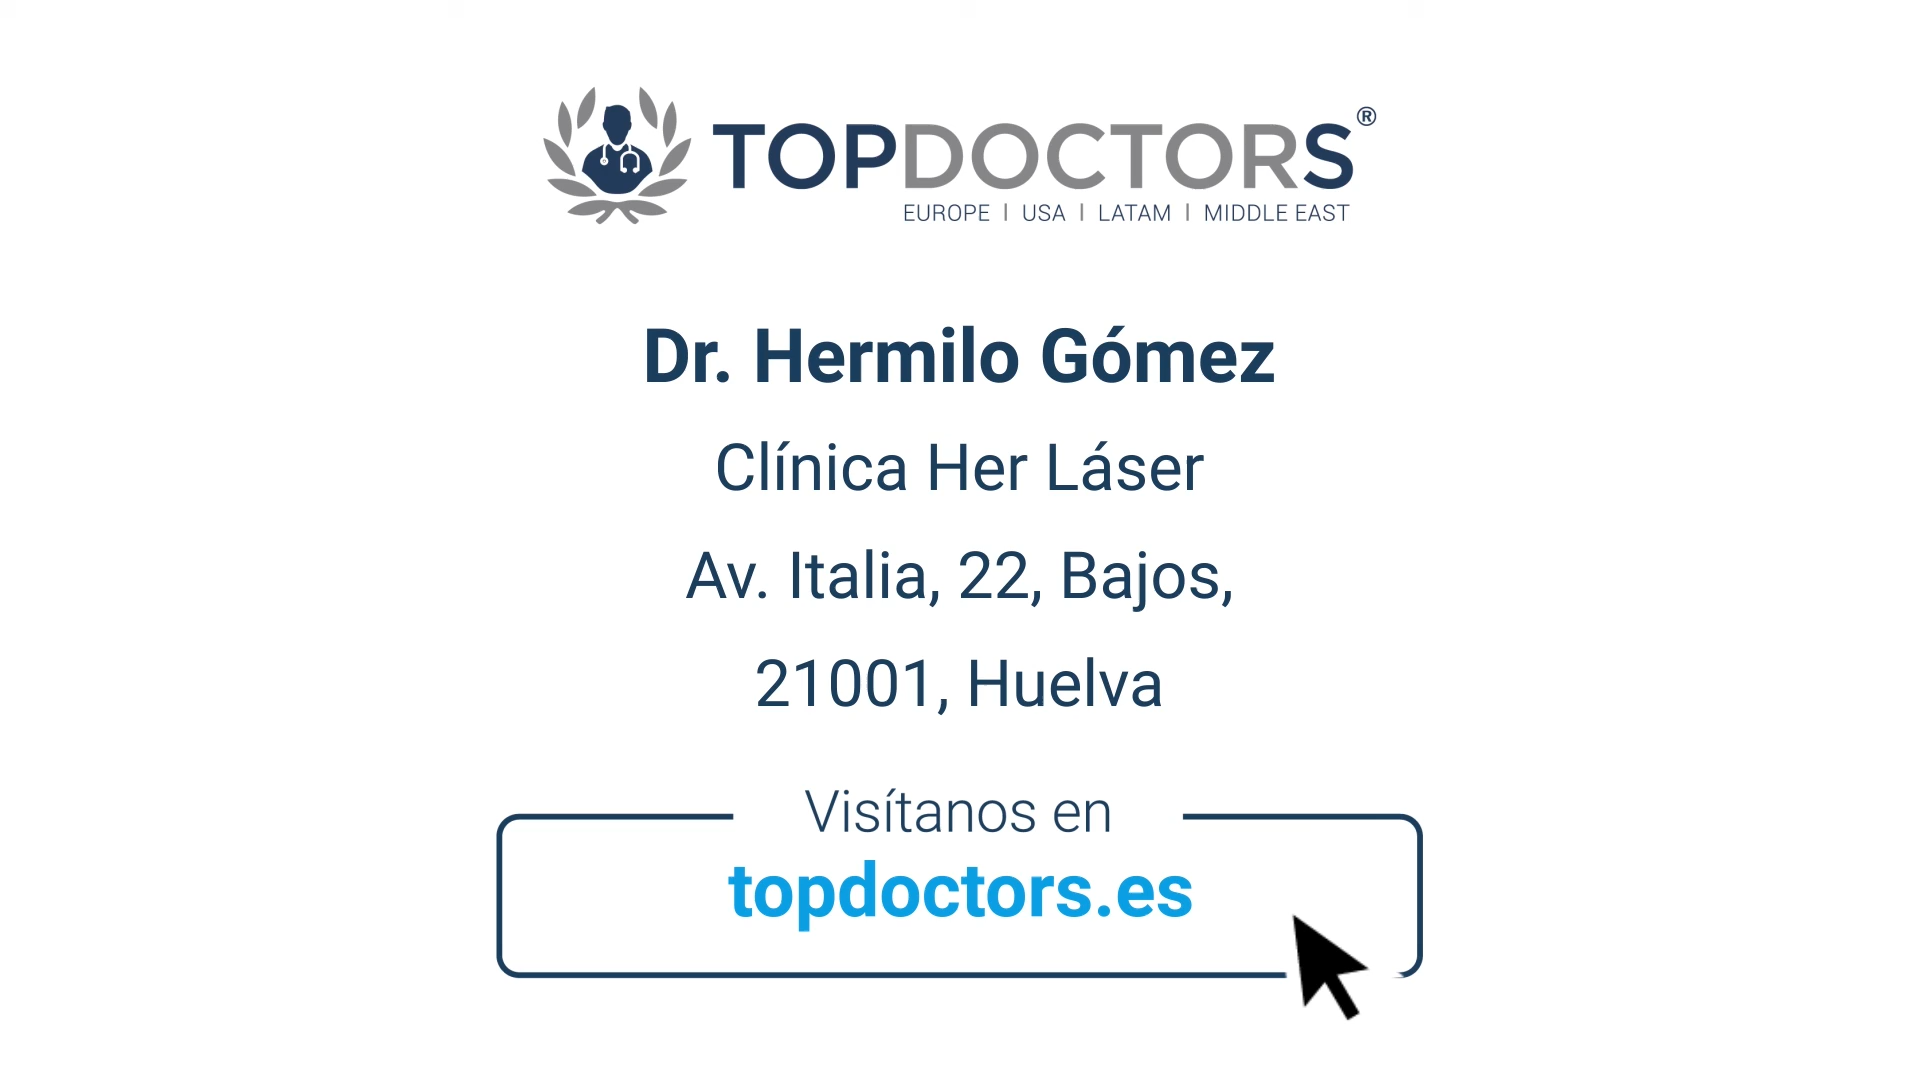 TOPDOCTORS®
EUROPE | USA | LATAM | MIDDLE EAST
Dr. Hermilo Gómez
Clínica Her Láser
Av. Italia, 22, Bajos,
21001, Huelva
Visítanos en
topdoctors.es